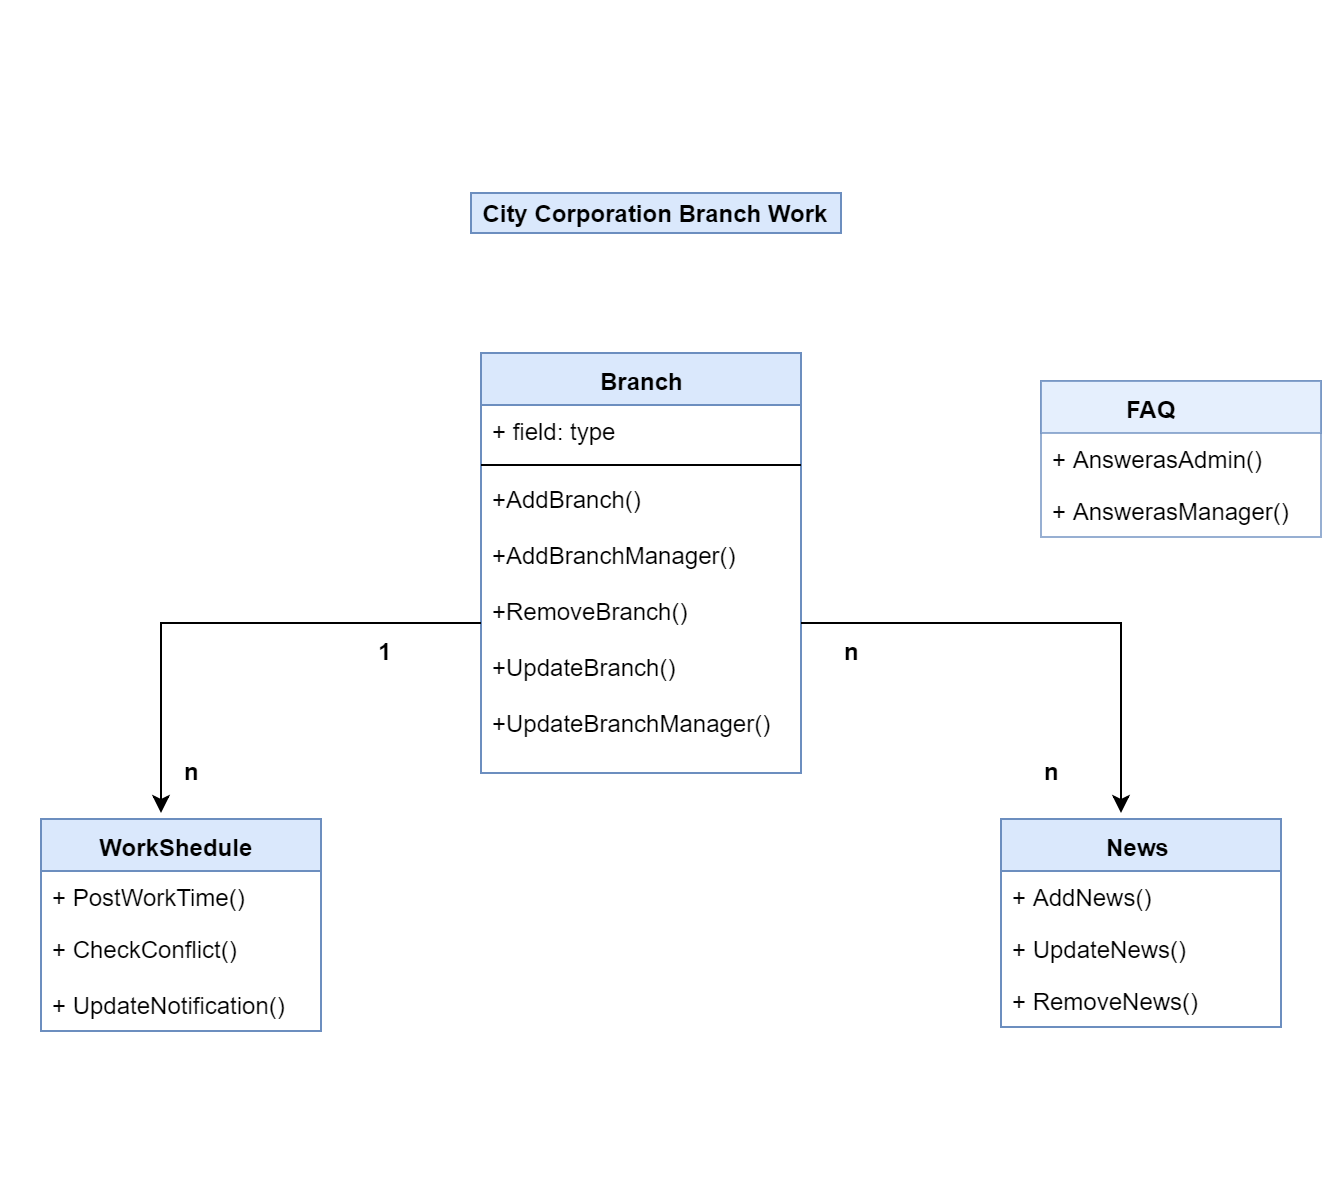 City Corporation Branch Work
Branch
+ field: type
+AddBranch()
+AddBranchManager()
+RemoveBranch()
+UpdateBranch()
+UpdateBranchManager()
FAQ
+ AnswerasAdmin()
+ AnswerasManager()
1
n
n
n
WorkShedule
+ PostWorkTime()
+ CheckConflict()
+ UpdateNotification()
News
+ AddNews()
+ UpdateNews()
+ RemoveNews()